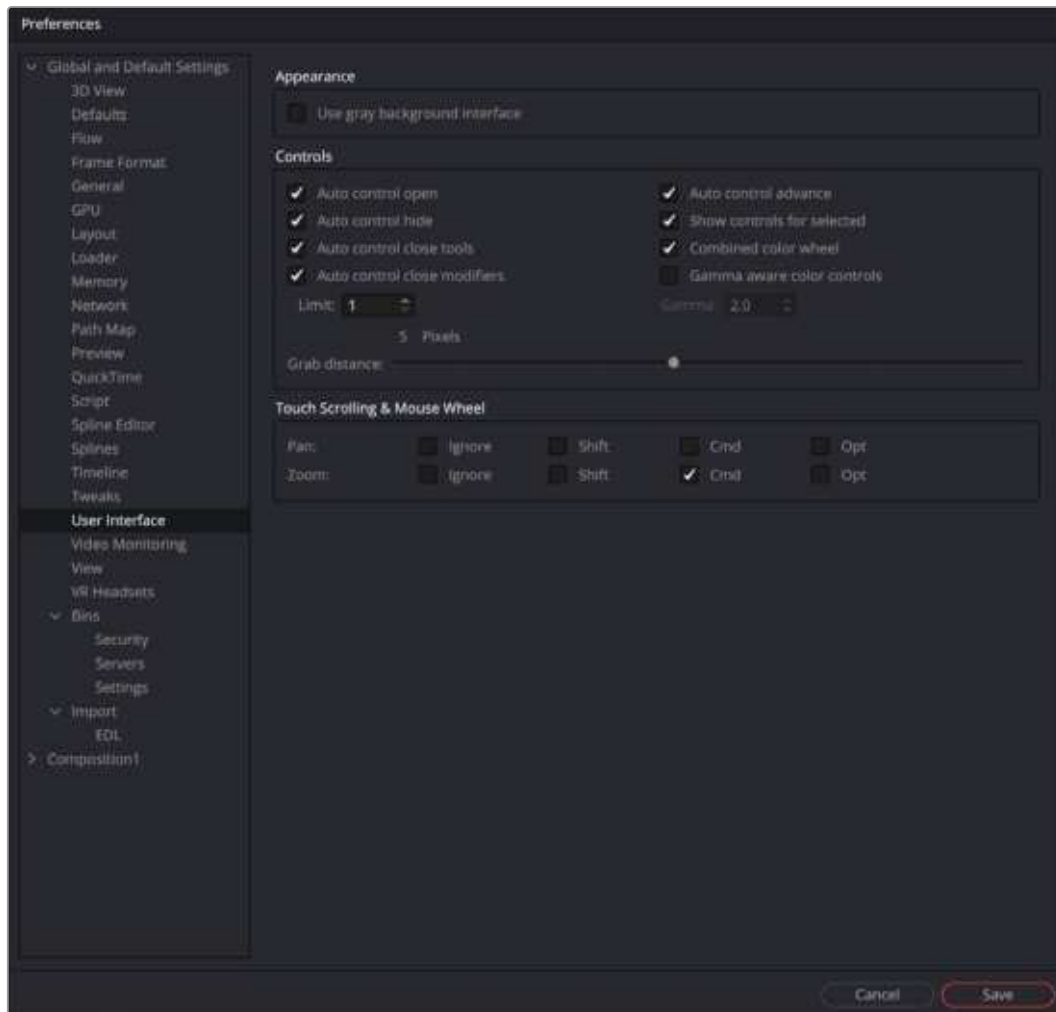 Preferences
Global and Default Settings
3D View
Defaults
Flow
Frame Format
General
GPU
Layout
Loader
Memory
Network
Path Map
Preview
QuickTime
Script
Spline Editor
Splines
Timeline
Tweaks
User Interface
Video Monitoring
View
VR Headsets
Bins
Security
Servers
Settings
Import
EDL
Composition1
Appearance
Use gray background interface
Controls
Auto control open
Auto control hide
Auto control close tools
Auto control close modifiers
Limit: 1
Auto control advance
Show controls for selected
Combined color wheel
Gamma aware color controls
Gamma: 2.0
5 Pixels
Grab distance:
Touch Scrolling & Mouse Wheel
Pan: Ignore Shift Cmd Opt
Zoom: Ignore Shift Cmd Opt
Cancel Save